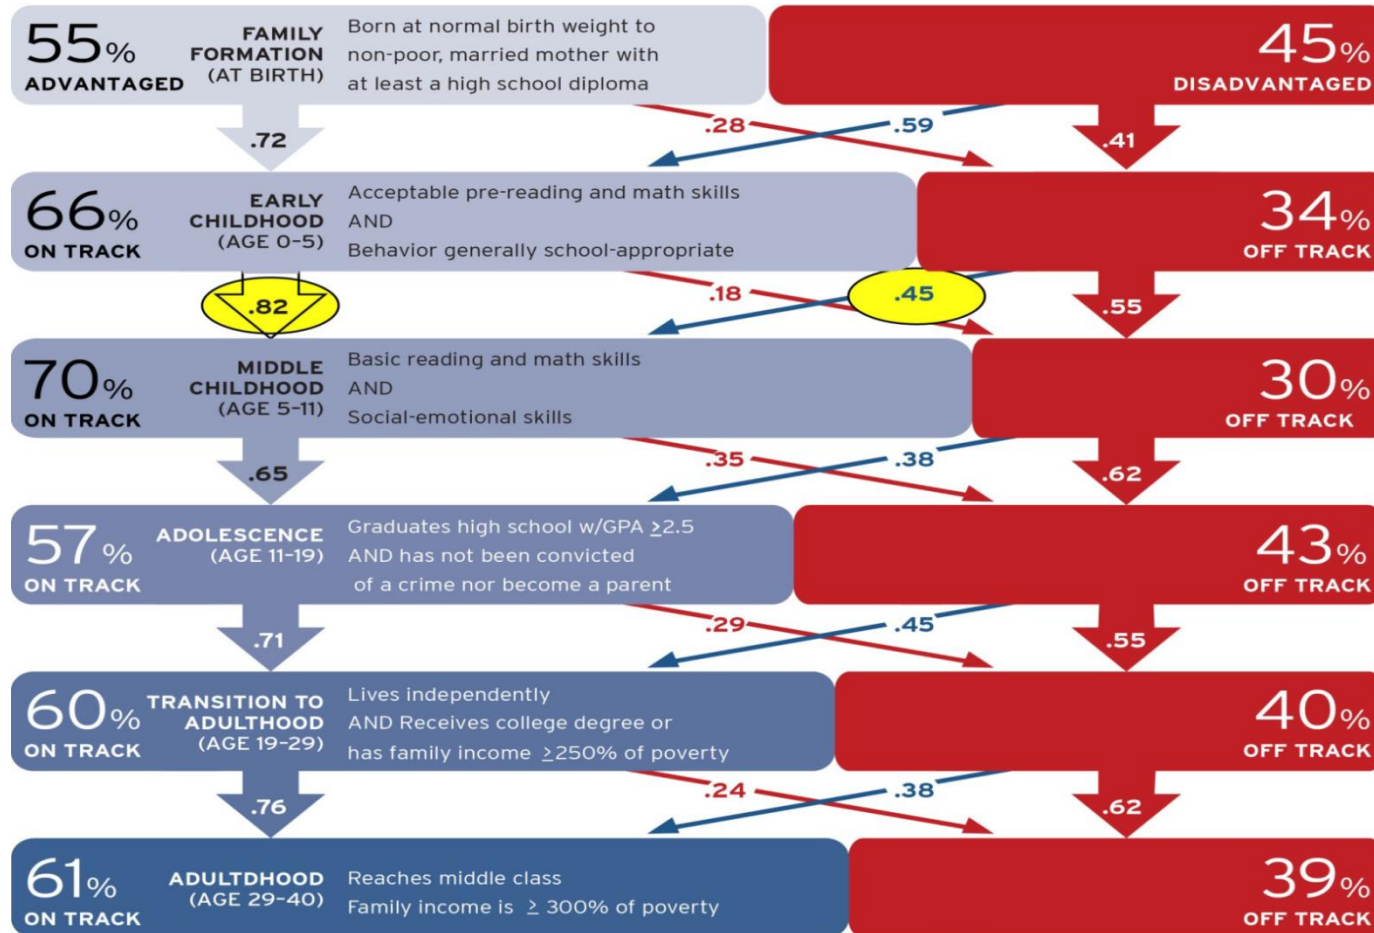 55%
ADVANTAGED
FAMILY
FORMATION
(AT BIRTH)
Born at normal birth weight to
non-poor, married mother with
at least a high school diploma
45%
DISADVANTAGED
.72
.28
.59
.41
66%
ON TRACK
EARLY
CHILDHOOD
(AGE 0–5)
Acceptable pre-reading and math skills
AND
Behavior generally school-appropriate
34%
OFF TRACK
.82
.18
.45
.55
70%
ON TRACK
MIDDLE
CHILDHOOD
(AGE 5–11)
Basic reading and math skills
AND
Social-emotional skills
30%
OFF TRACK
.65
.35
.38
.62
57%
ON TRACK
ADOLESCENCE
(AGE 11–19)
Graduates high school w/GPA ≥2.5
AND has not been convicted
of a crime nor become a parent
43%
OFF TRACK
.71
.29
.45
.55
60%
ON TRACK
TRANSITION TO
ADULTHOOD
(AGE 19–29)
Lives independently
AND Receives college degree or
has family income ≥250% of poverty
40%
OFF TRACK
.76
.24
.38
.62
61%
ON TRACK
ADULTDHOOD
(AGE 29–40)
Reaches middle class
Family income is ≥ 300% of poverty
39%
OFF TRACK